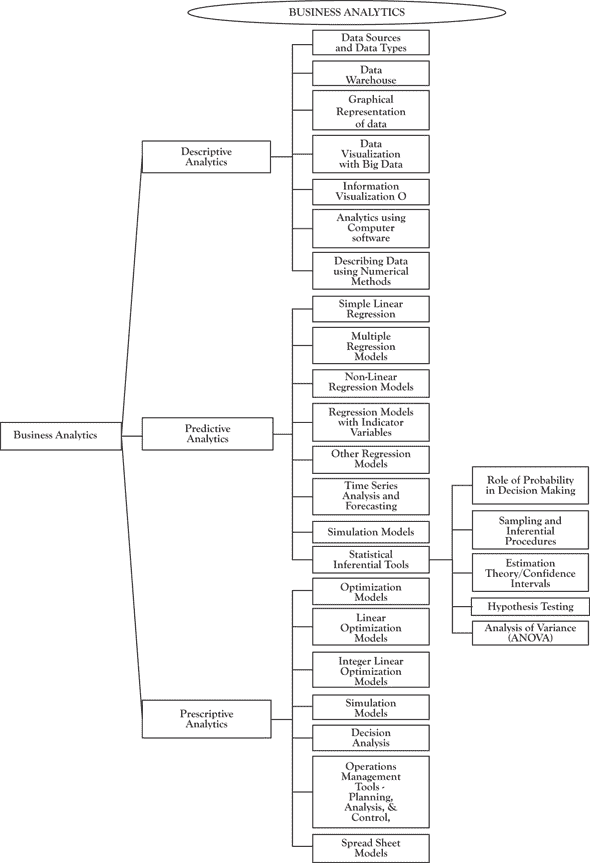 BUSINESS ANALYTICS
Business Analytics
Descriptive
Analytics
Data Sources
and Data Types
Data
Warehouse
Graphical
Representation
of data
Data
Visualization
with Big Data
Information
Visualization O
Analytics using
Computer
software
Describing Data
using Numerical
Methods
Predictive
Analytics
Simple Linear
Regression
Multiple
Regression
Models
Non-Linear
Regression Models
Regression Models
with Indicator
Variables
Other Regression
Models
Time Series
Analysis and
Forecasting
Simulation Models
Statistical
Inferential Tools
Role of Probability
in Decision Making
Sampling and
Inferential
Procedures
Estimation
Theory/Confidence
Intervals
Hypothesis Testing
Analysis of Variance
(ANOVA)
Prescriptive
Analytics
Optimization
Models
Linear
Optimization
Models
Integer Linear
Optimization
Models
Simulation
Models
Decision
Analysis
Operations
Management
Tools -
Planning,
Analysis, &
Control,
Spread Sheet
Models